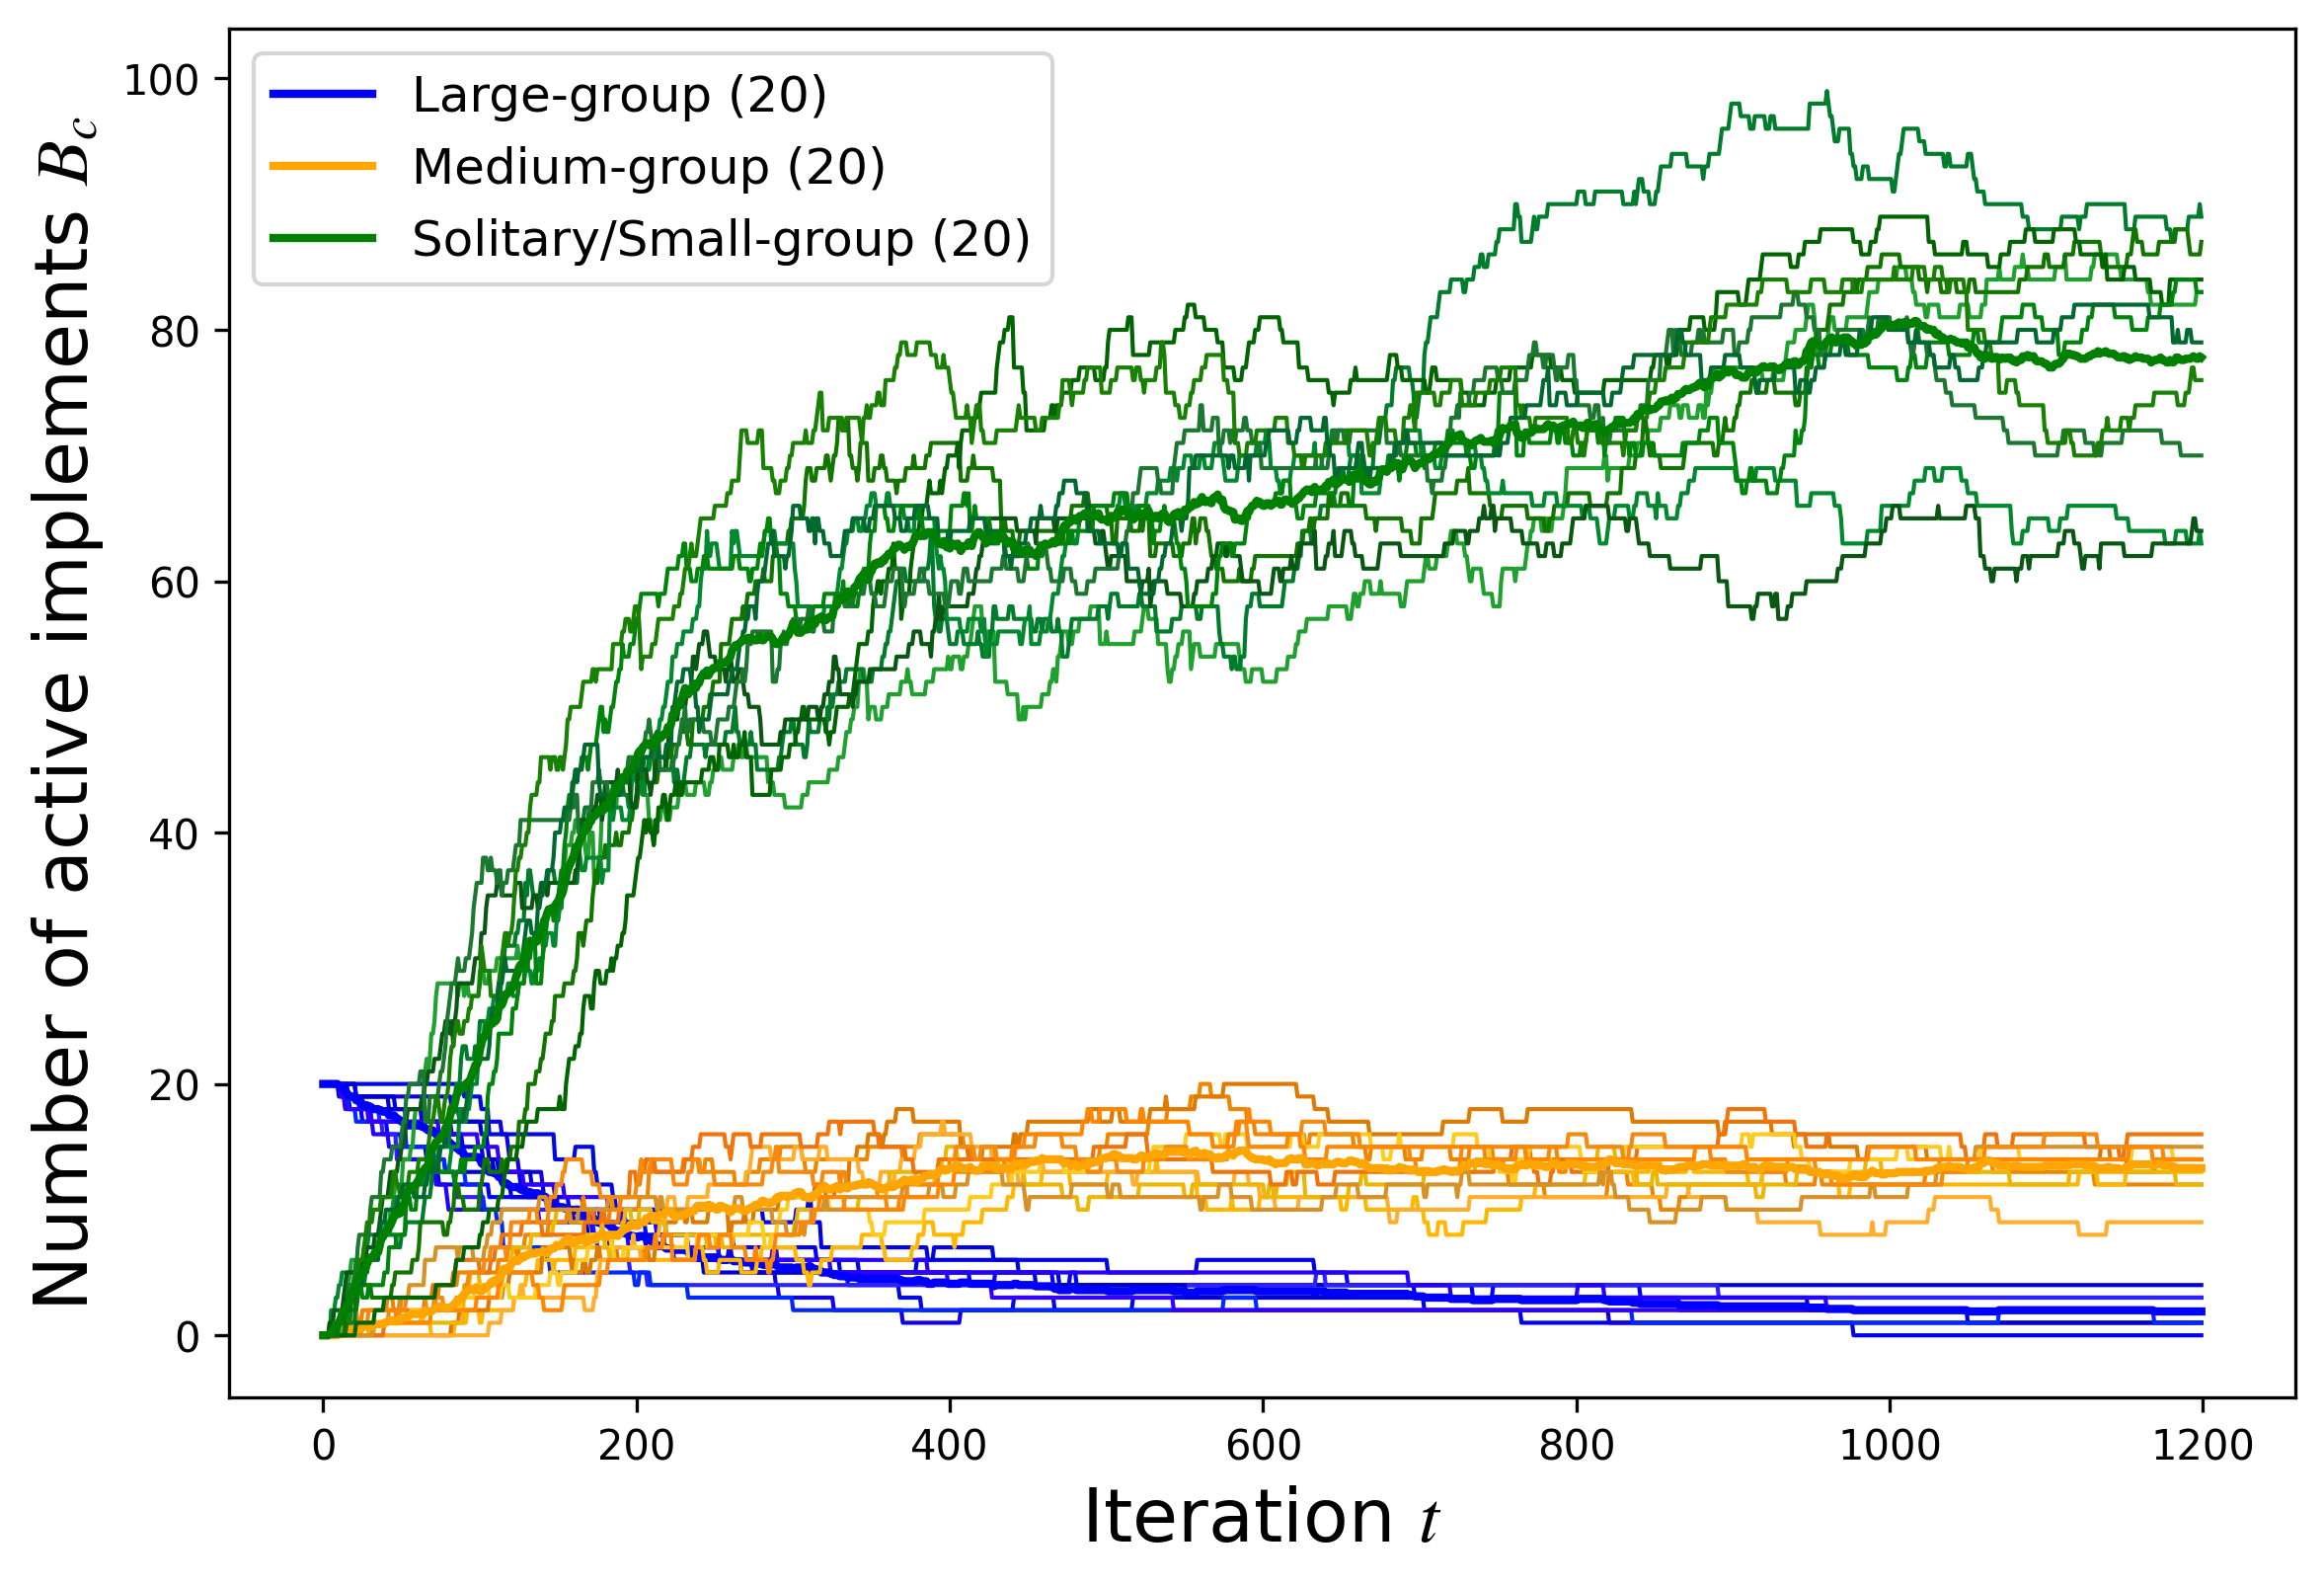 Number of active implements B_c
100
80
60
40
20
0
Large-group (20)
Medium-group (20)
Solitary/Small-group (20)
0 200 400 600 800 1000 1200
Iteration t